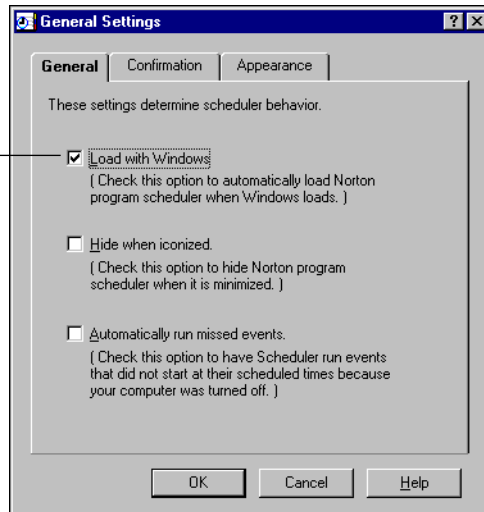 General Settings
General Confirmation Appearance
These settings determine scheduler behavior.
Load with Windows
( Check this option to automatically load Norton
program scheduler when Windows loads. )
Hide when iconized.
( Check this option to hide Norton program
scheduler when it is minimized. )
Automatically run missed events.
( Check this option to have Scheduler run events
that did not start at their scheduled times because
your computer was turned off. )
OK Cancel Help